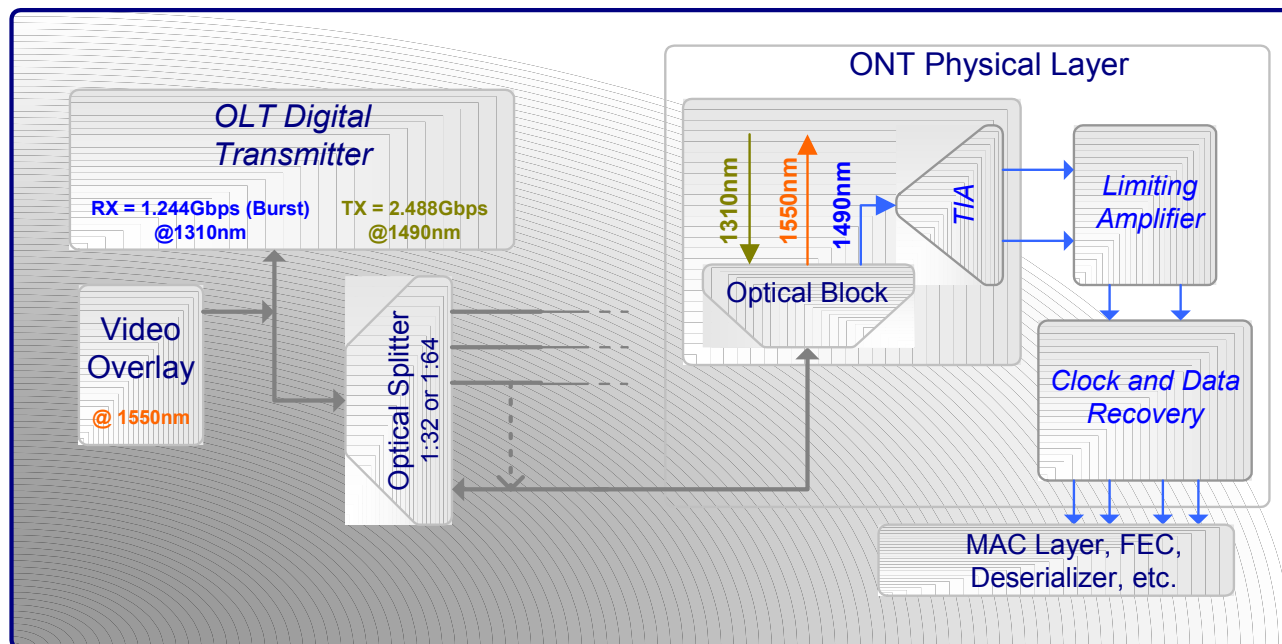 ONT Physical Layer
OLT Digital
Transmitter
RX = 1.244Gbps (Burst)
@1310nm
TX = 2.488Gbps
@1490nm
Video
Overlay
@ 1550nm
Optical Splitter
1:32 or 1:64
1310nm
1550nm
1490nm
Optical Block
TIA
Limiting
Amplifier
Clock and Data
Recovery
MAC Layer, FEC,
Deserializer, etc.